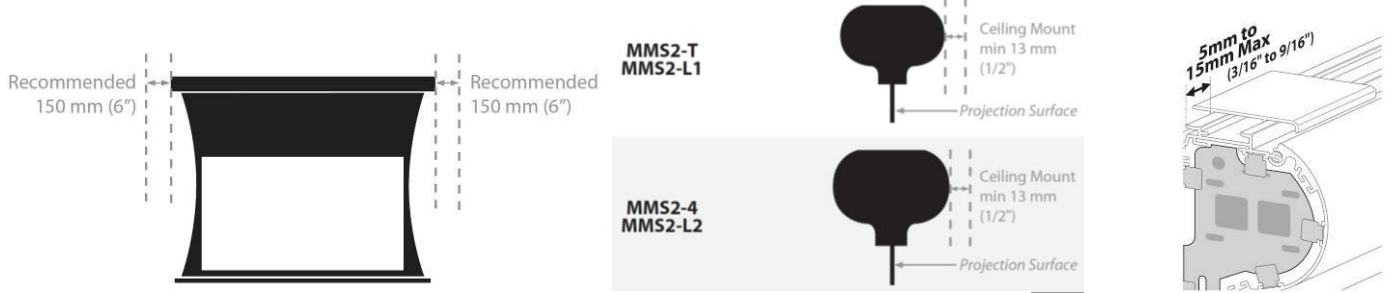 Recommended
150 mm (6”)
Recommended
150 mm (6”)
MMS2-T
MMS2-L1
Ceiling Mount
min 13 mm
(1/2”)
Projection Surface
MMS2-4
MMS2-L2
Ceiling Mount
min 13 mm
(1/2”)
Projection Surface
5mm to
15mm Max
(3/16" to 9/16")